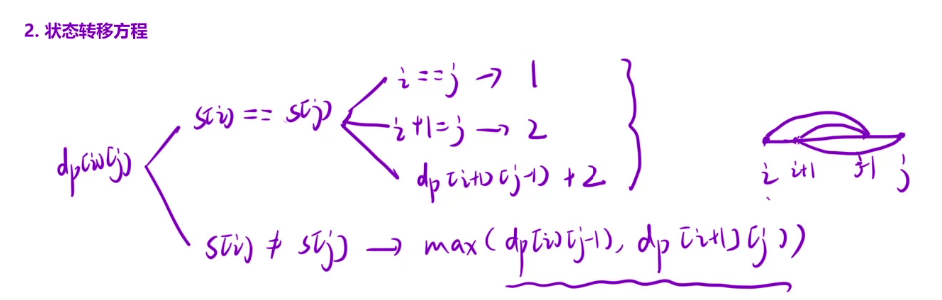 2. 状态转移方程
i==j → 1
s[i] == s[j]
i+1=j → 2
dp[i][j]
dp[i+1][j-1] + 2
i i+1 j-1 j
s[i] ≠ s[j] → max(dp[i][j-1], dp[i+1][j])